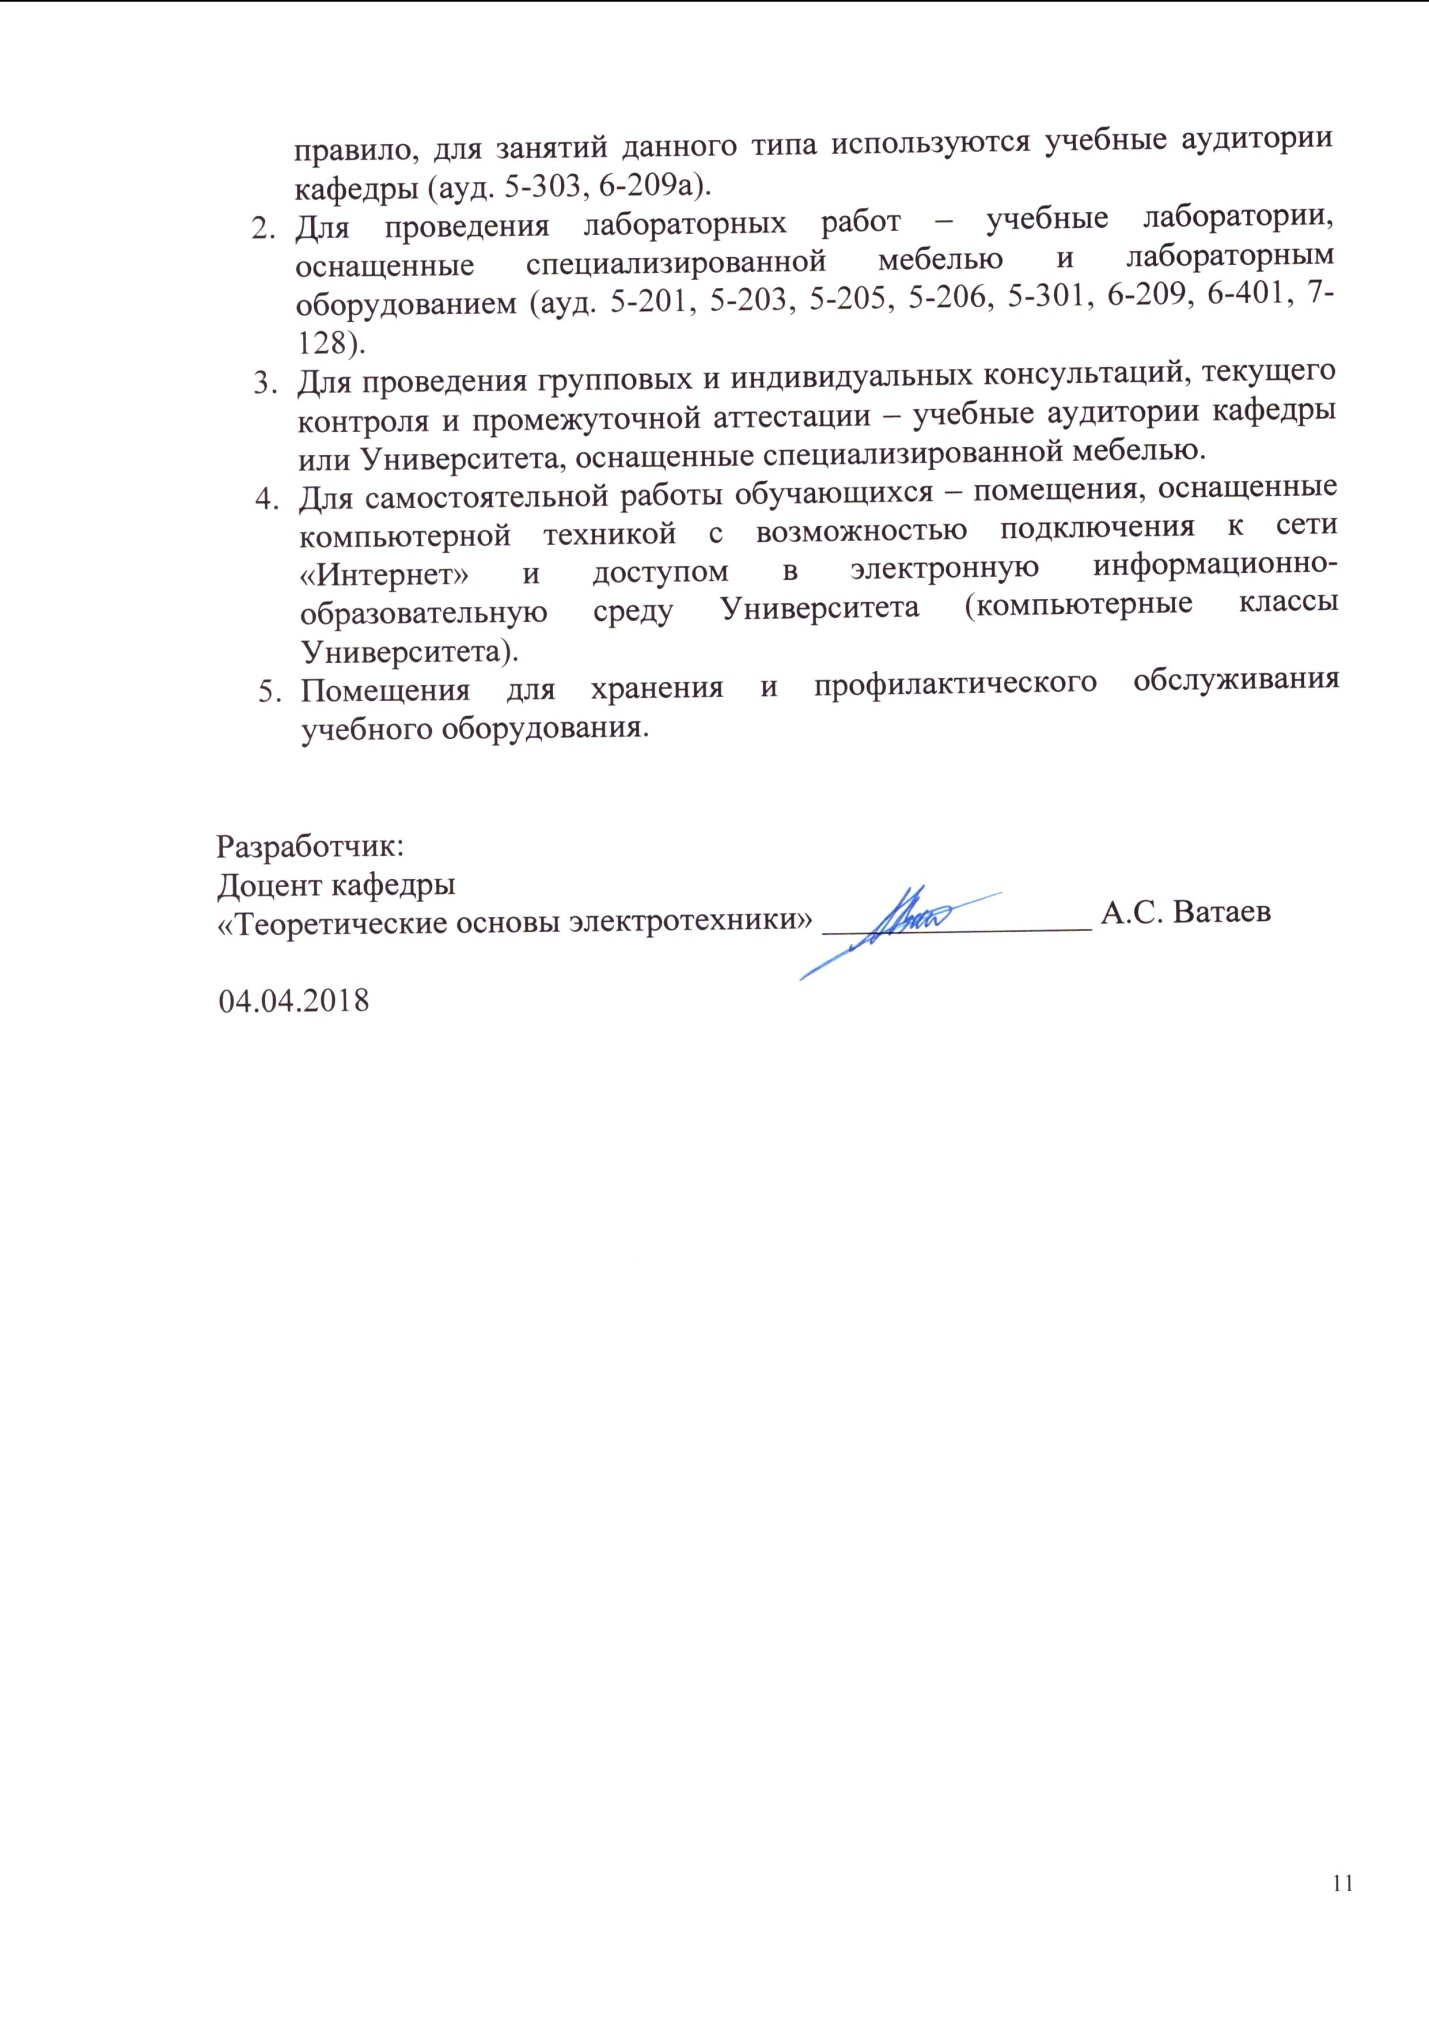 правило, для занятий данного типа используются учебные аудитории
кафедры (ауд. 5-303, 6-209а).
2. Для проведения лабораторных работ – учебные лаборатории,
оснащенные специализированной мебелью и лабораторным
оборудованием (ауд. 5-201, 5-203, 5-205, 5-206, 5-301, 6-209, 6-401, 7-
128).
3. Для проведения групповых и индивидуальных консультаций, текущего
контроля и промежуточной аттестации – учебные аудитории кафедры
или Университета, оснащенные специализированной мебелью.
4. Для самостоятельной работы обучающихся – помещения, оснащенные
компьютерной техникой с возможностью подключения к сети
«Интернет» и доступом в электронную информационно-
образовательную среду Университета (компьютерные классы
Университета).
5. Помещения для хранения и профилактического обслуживания
учебного оборудования.
Разработчик:
Доцент кафедры
«Теоретические основы электротехники» ________________ А.С. Ватаев
04.04.2018
11